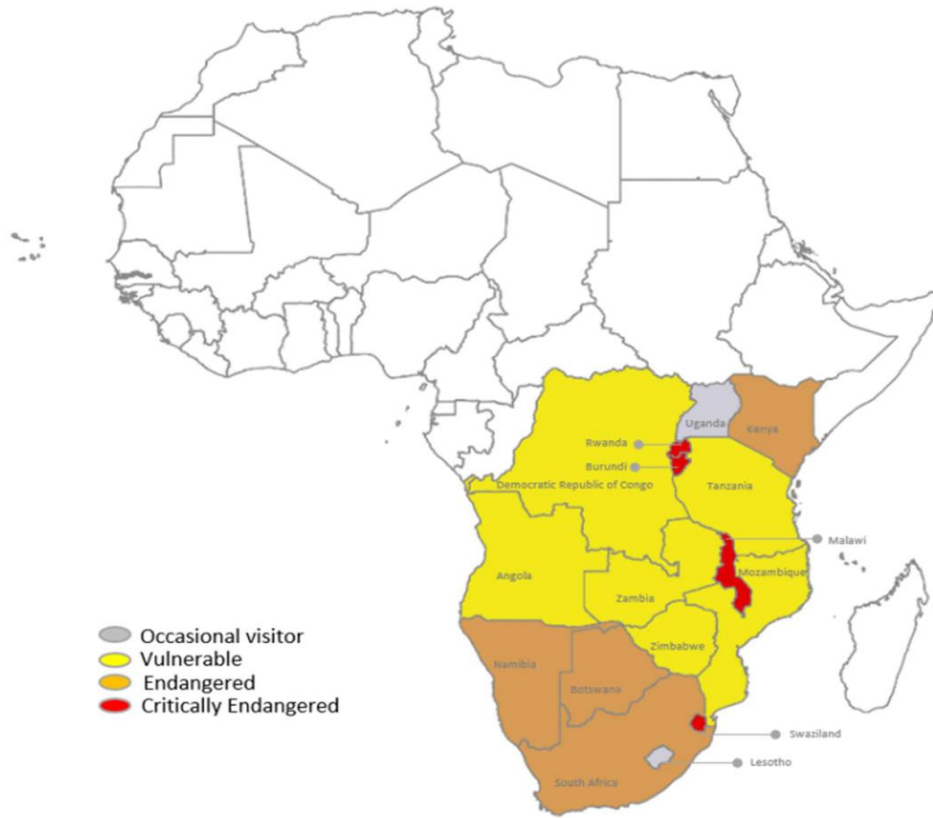 Uganda
Kenya
Rwanda
Burundi
Democratic Republic of Congo
Tanzania
Malawi
Angola
Mozambique
Zambia
Occasional visitor
Zimbabwe
Vulnerable
Namibia
Endangered
Botswana
Critically Endangered
Swaziland
Lesotho
South Africa